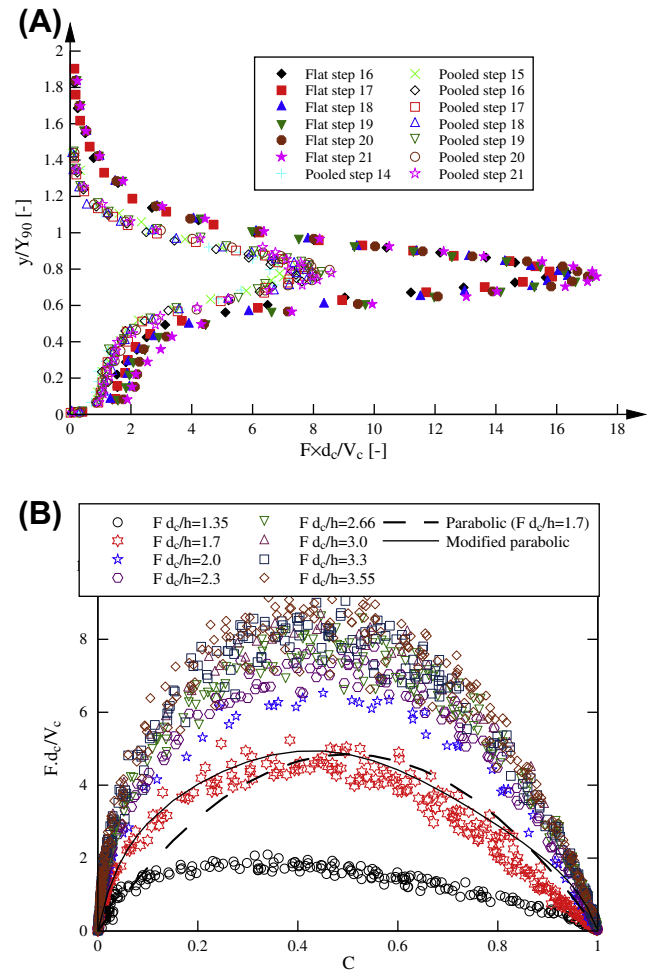 (A)
2
1.8
1.6
1.4
1.2
1
0.8
0.6
0.4
0.2
0
y/Y90 [-]
Flat step 16
Flat step 17
Flat step 18
Flat step 19
Flat step 20
Flat step 21
Pooled step 14
Pooled step 15
Pooled step 16
Pooled step 17
Pooled step 18
Pooled step 19
Pooled step 20
Pooled step 21
0 2 4 6 8 10 12 14 16 18
F×dc/Vc [-]
(B)
F dc/h=1.35
F dc/h=1.7
F dc/h=2.0
F dc/h=2.3
F dc/h=2.66
F dc/h=3.0
F dc/h=3.3
F dc/h=3.55
Parabolic (F dc/h=1.7)
Modified parabolic
8
6
4
2
0
F.dc/Vc
0 0.2 0.4 0.6 0.8 1
C